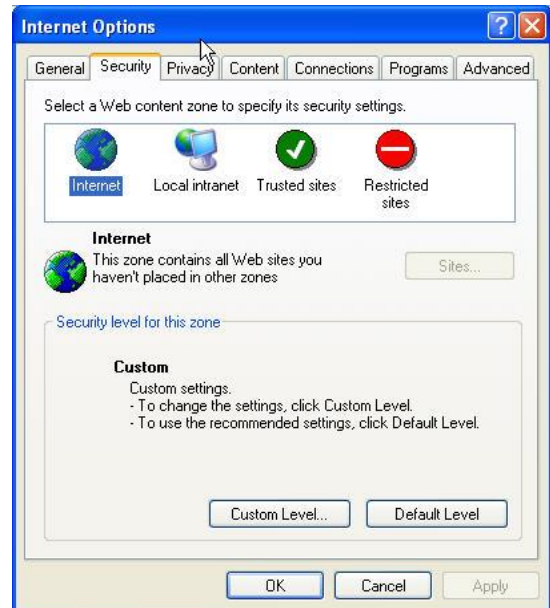 Internet Options
General Security Privacy Content Connections Programs Advanced
Select a Web content zone to specify its security settings.
Internet Local intranet Trusted sites Restricted
sites
Internet
This zone contains all Web sites you
haven't placed in other zones
Sites...
Security level for this zone
Custom
Custom settings.
- To change the settings, click Custom Level.
- To use the recommended settings, click Default Level.
Custom Level... Default Level
OK Cancel Apply